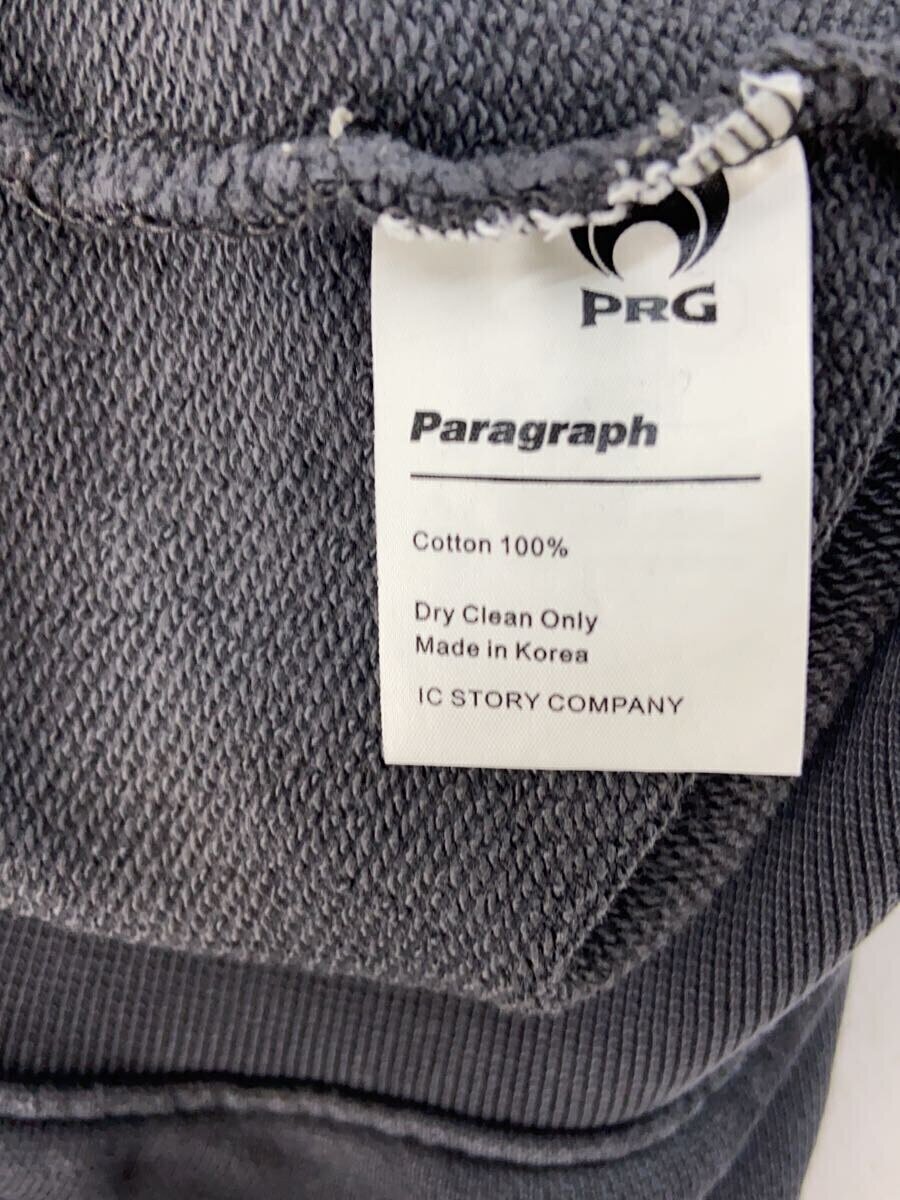 PRG
Paragraph
Cotton 100%
Dry Clean Only
Made in Korea
IC STORY COMPANY